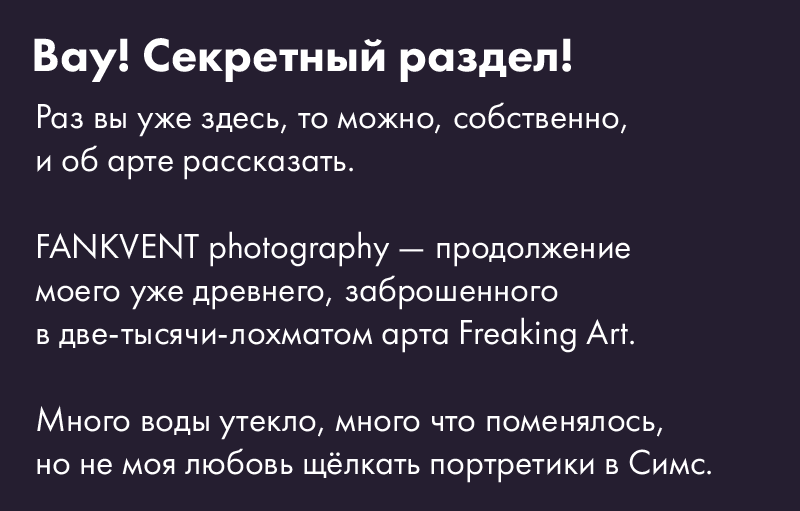 Вау! Секретный раздел!
Раз вы уже здесь, то можно, собственно,
и об арте рассказать.
FANKVENT photography — продолжение
моего уже древнего, заброшенного
в две-тысячи-лохматом арта Freaking Art.
Много воды утекло, много что поменялось,
но не моя любовь щёлкать портретики в Симс.